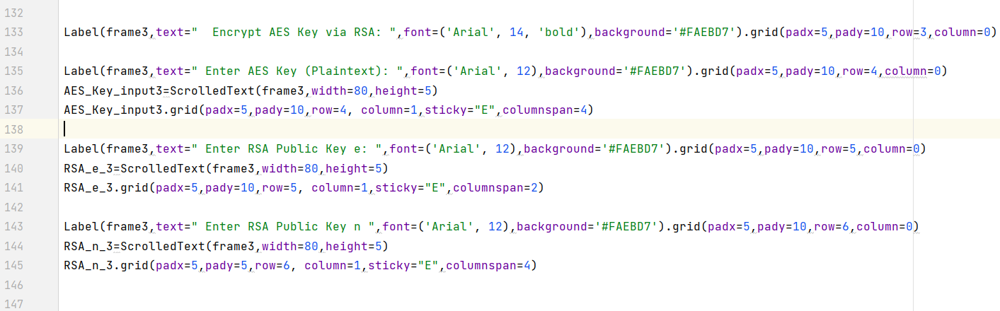 132
133 Label(frame3,text="  Encrypt AES Key via RSA: ",font=('Arial', 14, 'bold'),background='#FAEBD7').grid(padx=5,pady=10,row=3,column=0)
134
135 Label(frame3,text=" Enter AES Key (Plaintext): ",font=('Arial', 12),background='#FAEBD7').grid(padx=5,pady=10,row=4,column=0)
136 AES_Key_input3=ScrolledText(frame3,width=80,height=5)
137 AES_Key_input3.grid(padx=5,pady=10,row=4, column=1,sticky="E",columnspan=4)
138
139 Label(frame3,text=" Enter RSA Public Key e: ",font=('Arial', 12),background='#FAEBD7').grid(padx=5,pady=10,row=5,column=0)
140 RSA_e_3=ScrolledText(frame3,width=80,height=5)
141 RSA_e_3.grid(padx=5,pady=10,row=5, column=1,sticky="E",columnspan=2)
142
143 Label(frame3,text=" Enter RSA Public Key n ",font=('Arial', 12),background='#FAEBD7').grid(padx=5,pady=10,row=6,column=0)
144 RSA_n_3=ScrolledText(frame3,width=80,height=5)
145 RSA_n_3.grid(padx=5,pady=5,row=6, column=1,sticky="E",columnspan=4)
146
147